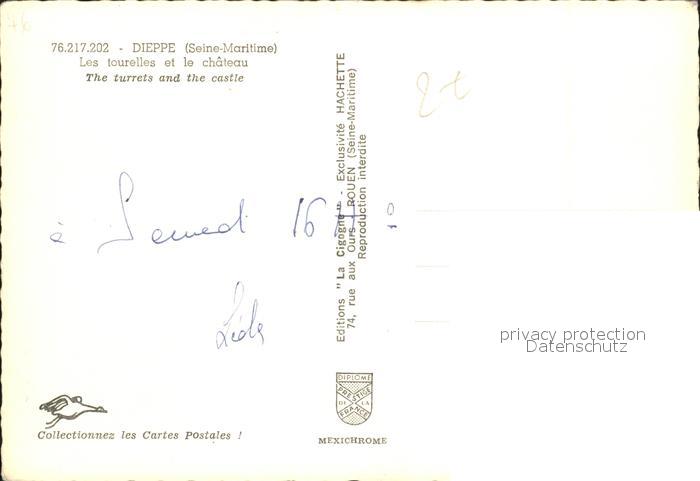 76.217.202 - DIEPPE (Seine-Maritime)
Les tourelles et le château
The turrets and the castle
à Samedi 16 H
10
Editions "La Cigogne" - Exclusivité HACHETTE
74, rue aux Ours - ROUEN (Seine-Maritime)
Reproduction interdite
privacy protection
Datenschutz
DIPLOME
PRESTIGE
DE LA
FRANCE
Collectionnez les Cartes Postales !
MEXICHROME